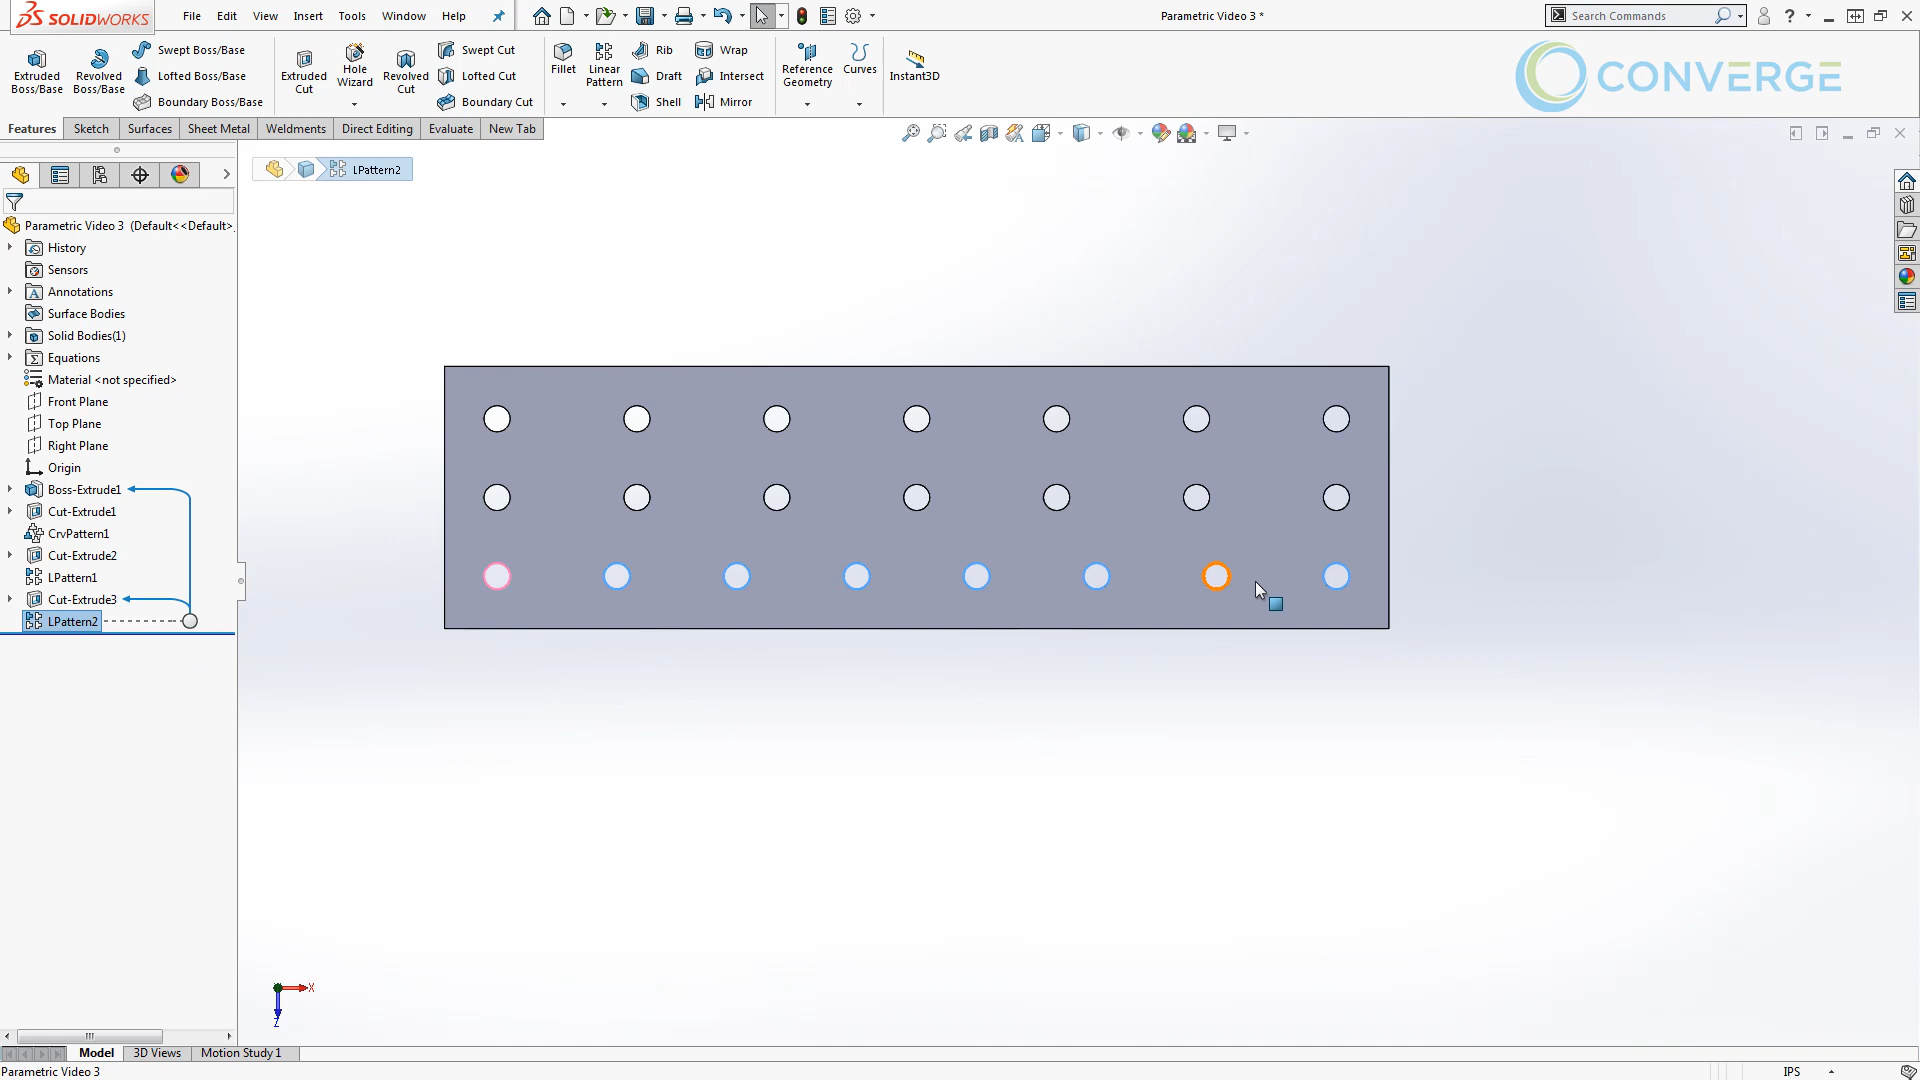 SOLIDWORKS File Edit View Insert Tools Window Help Parametric Video 3 * Search Commands ?
Extruded Boss/Base Revolved Boss/Base Swept Boss/Base Lofted Boss/Base Boundary Boss/Base Extruded Cut Hole Wizard Revolved Cut Swept Cut Lofted Cut Boundary Cut Fillet Linear Pattern Rib Draft Shell Wrap Intersect Mirror Reference Geometry Curves Instant3D
CONVERGE
Features Sketch Surfaces Sheet Metal Weldments Direct Editing Evaluate New Tab
LPattern2
Parametric Video 3 (Default<<Default>
History
Sensors
Annotations
Surface Bodies
Solid Bodies(1)
Equations
Material <not specified>
Front Plane
Top Plane
Right Plane
Origin
Boss-Extrude1
Cut-Extrude1
CrvPattern1
Cut-Extrude2
LPattern1
Cut-Extrude3
LPattern2
X
Z
Model 3D Views Motion Study 1
Parametric Video 3 IPS